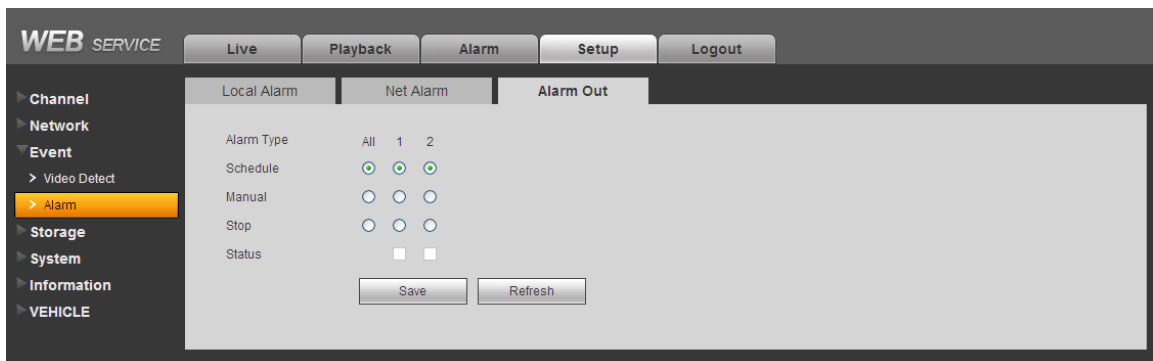 WEB SERVICE
Live Playback Alarm Setup Logout
Local Alarm Net Alarm Alarm Out
Channel
Network
Event
> Video Detect
> Alarm
Storage
System
Information
VEHICLE
Alarm Type All 1 2
Schedule
Manual
Stop
Status
Save Refresh